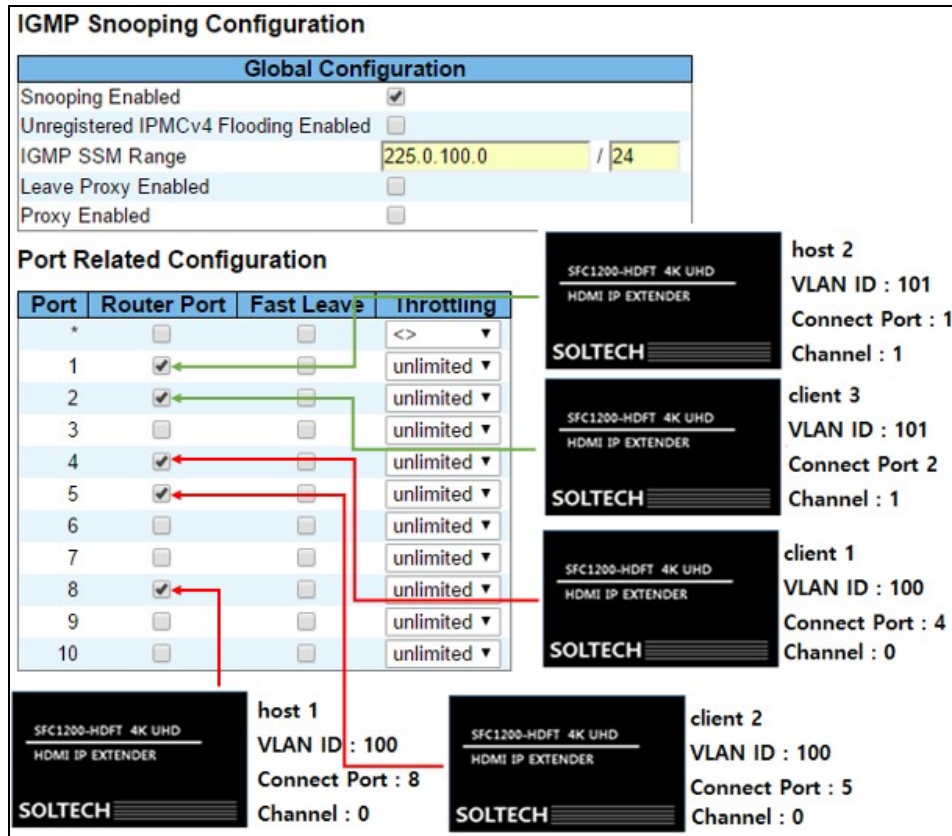 IGMP Snooping Configuration
Global Configuration
Snooping Enabled
Unregistered IPMCv4 Flooding Enabled
IGMP SSM Range 225.0.100.0 / 24
Leave Proxy Enabled
Proxy Enabled
Port Related Configuration
Port Router Port Fast Leave Throttling
* <>
1 unlimited
2 unlimited
3 unlimited
4 unlimited
5 unlimited
6 unlimited
7 unlimited
8 unlimited
9 unlimited
10 unlimited
SFC1200-HDFT 4K UHD
HDMI IP EXTENDER
SOLTECH
host 2
VLAN ID : 101
Connect Port : 1
Channel : 1
SFC1200-HDFT 4K UHD
HDMI IP EXTENDER
SOLTECH
client 3
VLAN ID : 101
Connect Port 2
Channel : 1
SFC1200-HDFT 4K UHD
HDMI IP EXTENDER
SOLTECH
client 1
VLAN ID : 100
Connect Port : 4
Channel : 0
SFC1200-HDFT 4K UHD
HDMI IP EXTENDER
SOLTECH
host 1
VLAN ID : 100
Connect Port : 8
Channel : 0
SFC1200-HDFT 4K UHD
HDMI IP EXTENDER
SOLTECH
client 2
VLAN ID : 100
Connect Port : 5
Channel : 0